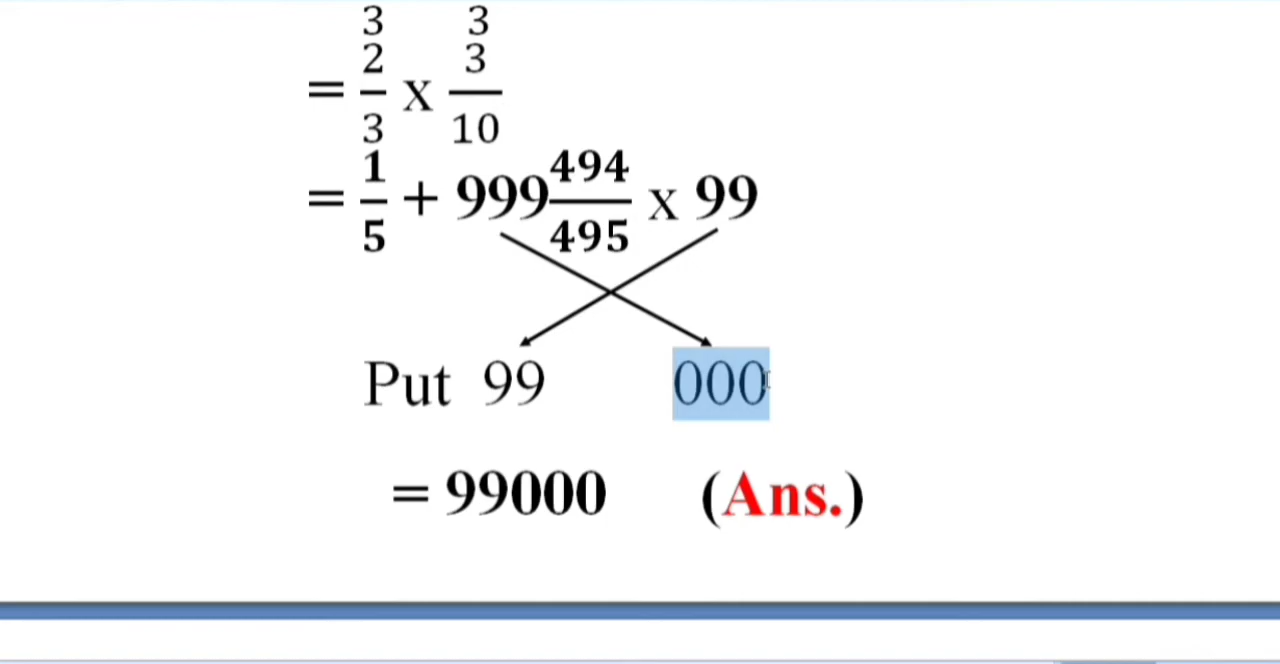 3 3
2 3
= — x —
3 10
= 1/5 + 999 494/495 x 99
Put 99 000
= 99000 (Ans.)